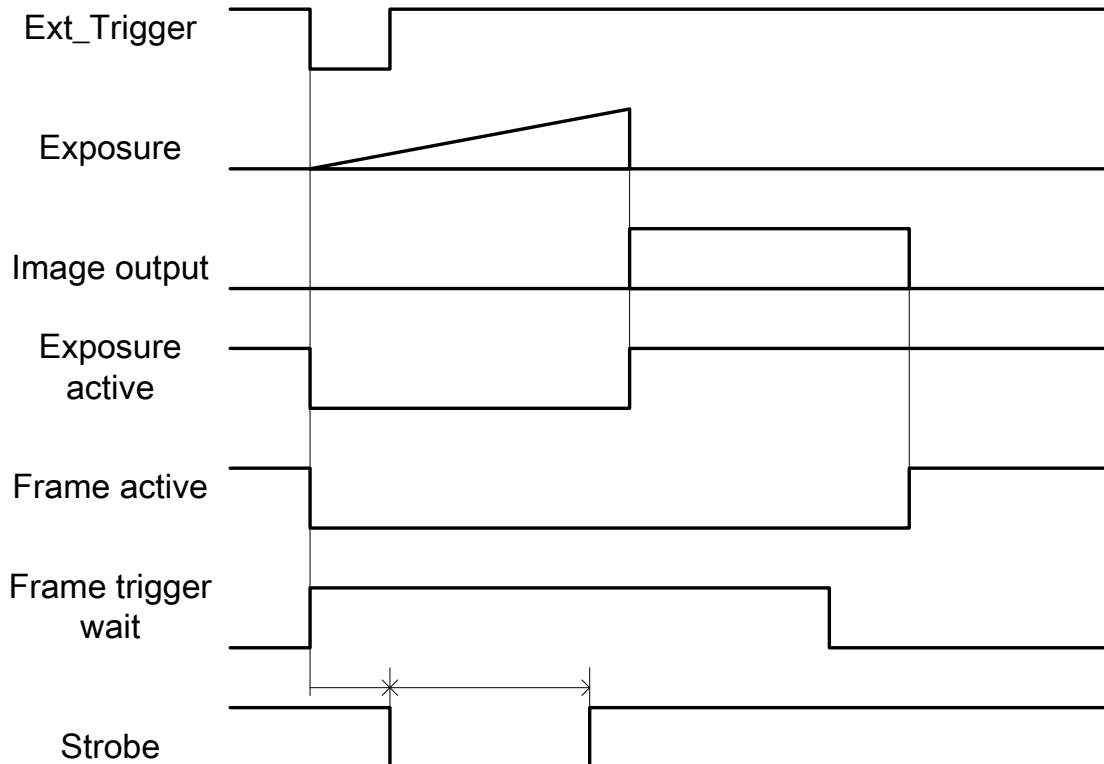 Ext_Trigger
Exposure
Image output
Exposure
active
Frame active
Frame trigger
wait
Strobe